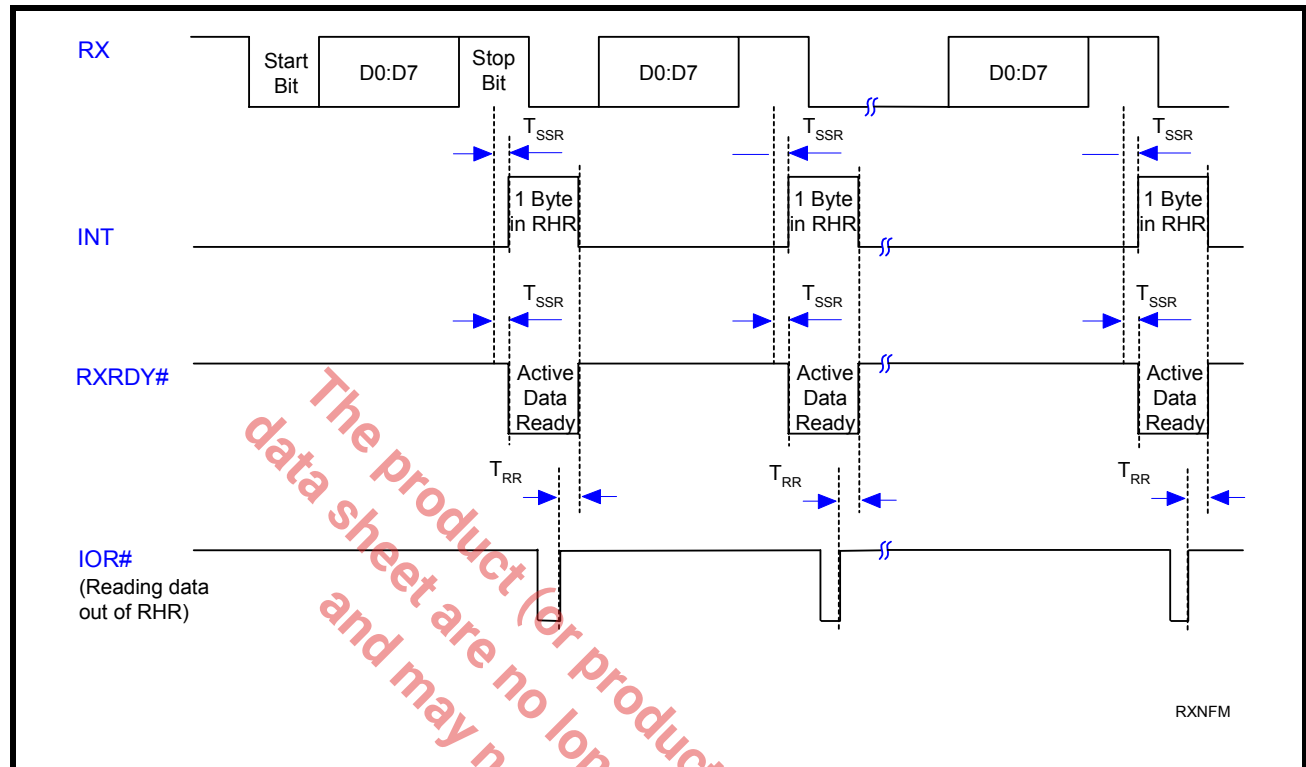 RX
Start
Bit
D0:D7
Stop
Bit
D0:D7
D0:D7
TSSR
TSSR
TSSR
INT
1 Byte
in RHR
1 Byte
in RHR
1 Byte
in RHR
TSSR
TSSR
TSSR
RXRDY#
Active
Data
Ready
Active
Data
Ready
Active
Data
Ready
TRR
TRR
TRR
IOR#
(Reading data
out of RHR)
RXNFM
The product (or product
data sheet are no lon
and may n